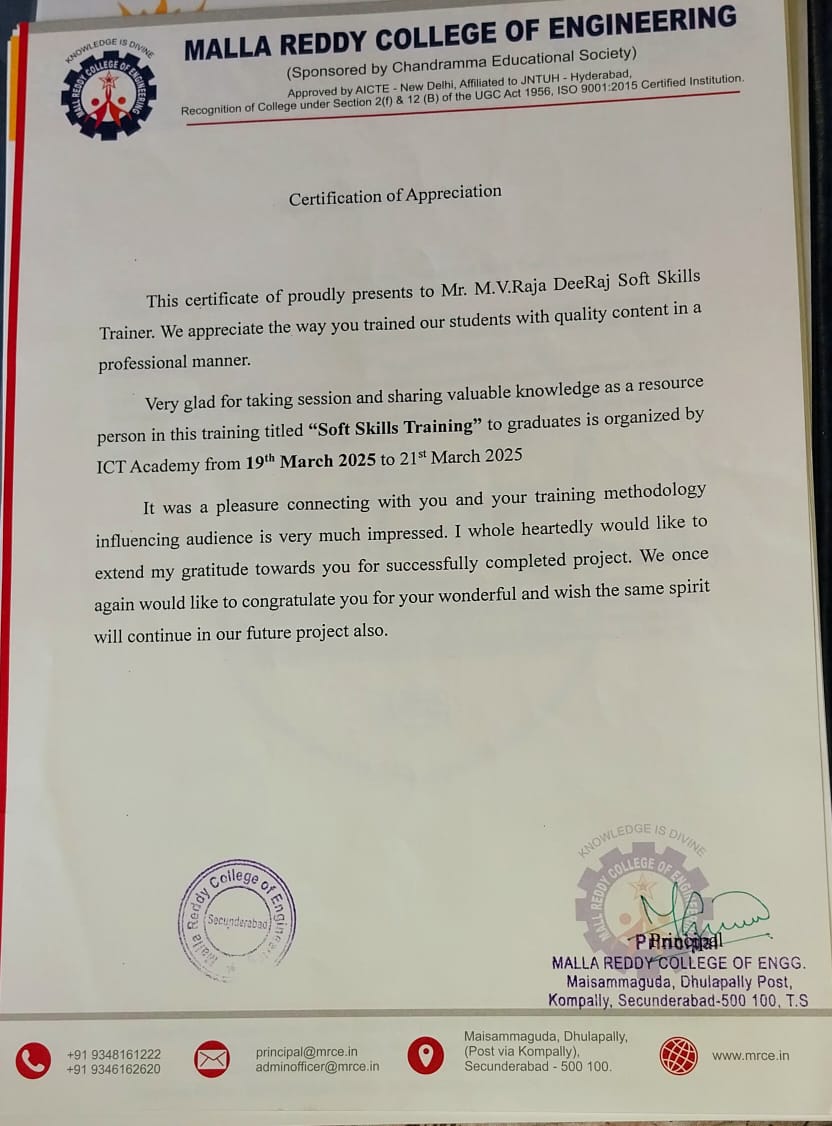 KNOWLEDGE IS DIVINE
MALLA REDDY COLLEGE OF ENGINEERING
MALLA REDDY COLLEGE OF ENGINEERING
(Sponsored by Chandramma Educational Society)
Approved by AICTE - New Delhi, Affiliated to JNTUH - Hyderabad,
Recognition of College under Section 2(f) & 12 (B) of the UGC Act 1956, ISO 9001:2015 Certified Institution.
Certification of Appreciation
This certificate of proudly presents to Mr. M.V.Raja DeeRaj Soft Skills
Trainer. We appreciate the way you trained our students with quality content in a
professional manner.
Very glad for taking session and sharing valuable knowledge as a resource
person in this training titled “Soft Skills Training” to graduates is organized by
ICT Academy from 19th March 2025 to 21st March 2025
It was a pleasure connecting with you and your training methodology
influencing audience is very much impressed. I whole heartedly would like to
extend my gratitude towards you for successfully completed project. We once
again would like to congratulate you for your wonderful and wish the same spirit
will continue in our future project also.
Malla Reddy College of Engineering
Secunderabad
KNOWLEDGE IS DIVINE
MALL REDDY COLLEGE OF ENGINEERING
Principal
Principal
MALLA REDDY COLLEGE OF ENGG.
Maisammaguda, Dhulapally Post,
Kompally, Secunderabad-500 100, T.S
+91 9348161222
+91 9346162620
principal@mrce.in
adminofficer@mrce.in
Maisammaguda, Dhulapally,
(Post via Kompally),
Secunderabad - 500 100.
www.mrce.in